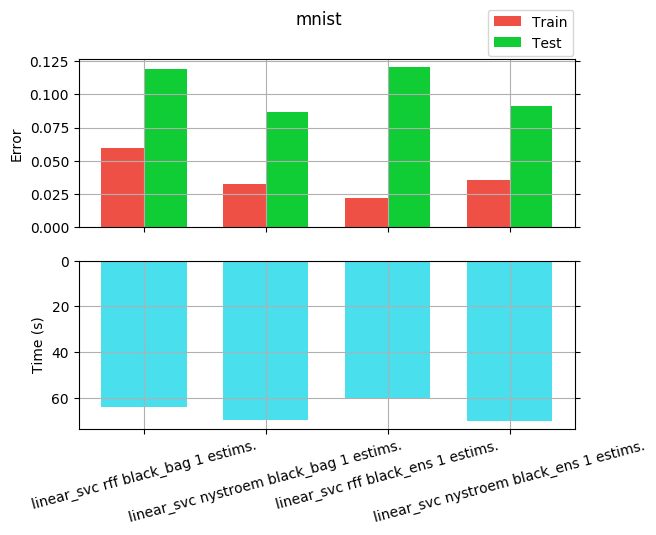 mnist
Train
Test
0.125
0.100
0.075
0.050
0.025
0.000
Error
0
20
40
60
Time (s)
linear_svc rff black_bag 1 estims.
linear_svc nystroem black_bag 1 estims.
linear_svc rff black_ens 1 estims.
linear_svc nystroem black_ens 1 estims.